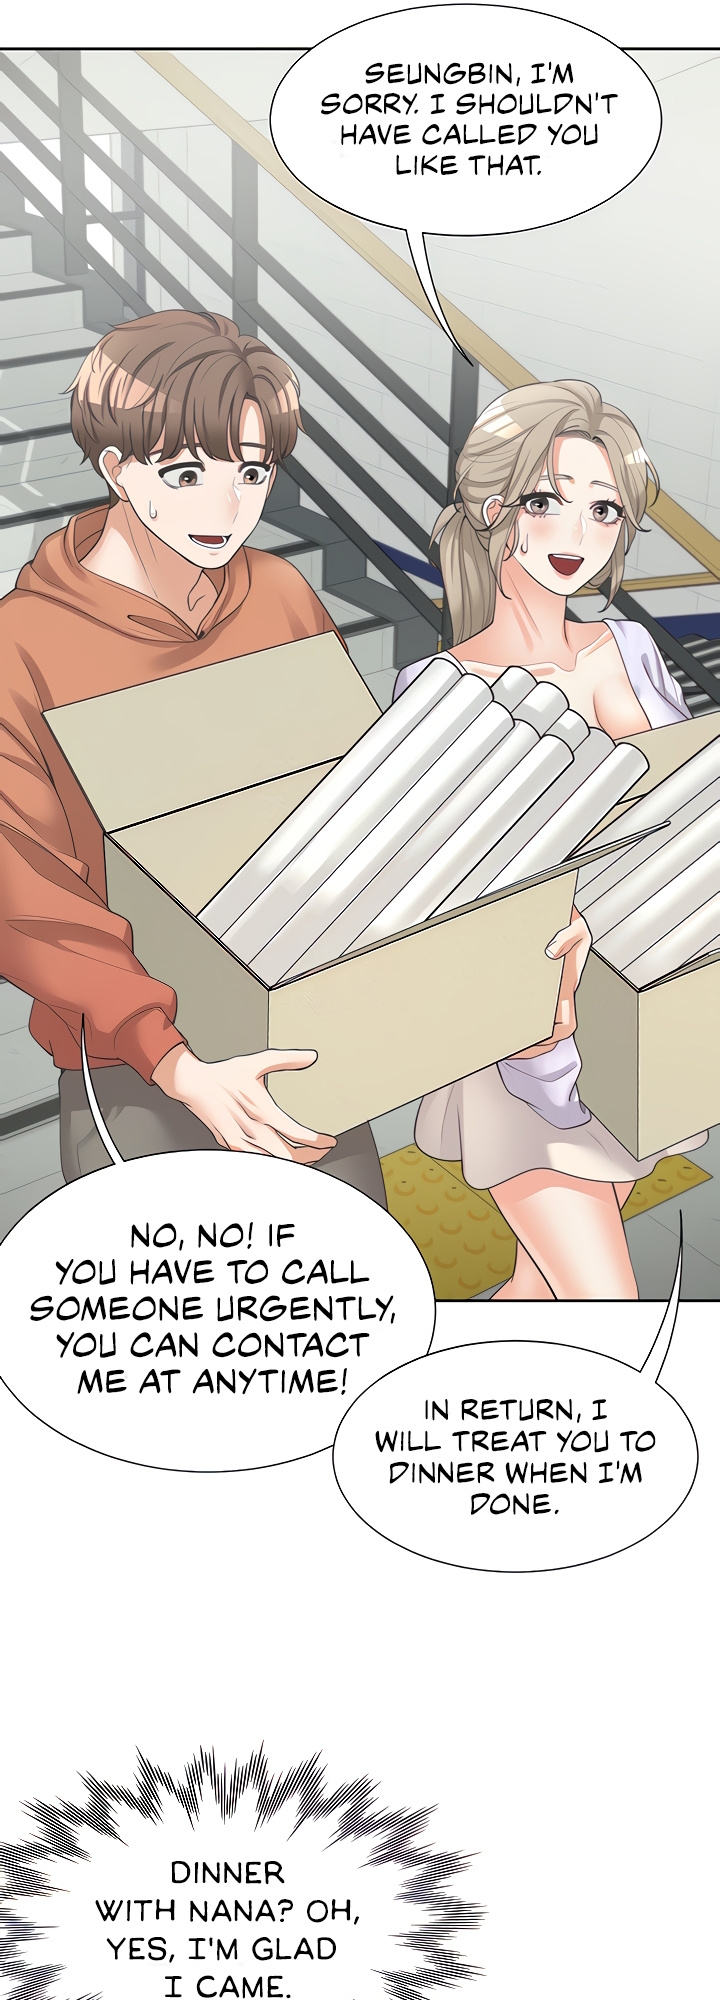 SEUNGBIN, I'M
SORRY. I SHOULDN'T
HAVE CALLED YOU
LIKE THAT.
NO, NO! IF
YOU HAVE TO CALL
SOMEONE URGENTLY,
YOU CAN CONTACT
ME AT ANYTIME!
IN RETURN, I
WILL TREAT YOU TO
DINNER WHEN I'M
DONE.
DINNER
WITH NANA? OH,
YES, I'M GLAD
I CAME.